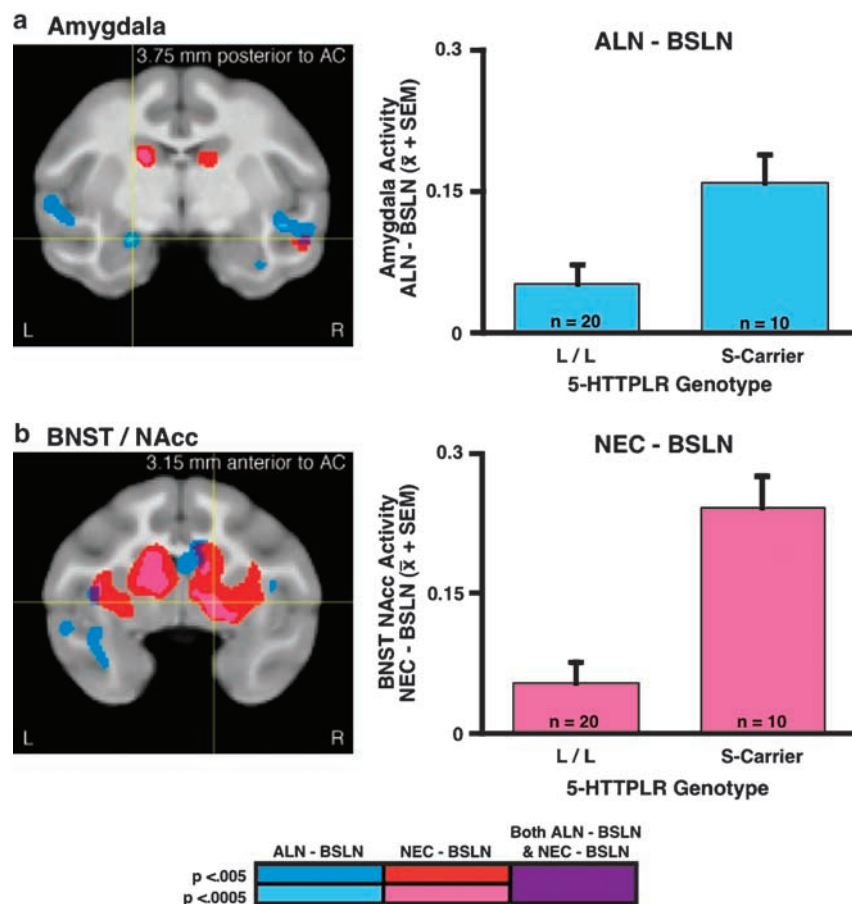 a Amygdala
3.75 mm posterior to AC
L
R
ALN - BSLN
Amygdala Activity
ALN - BSLN (x̄ + SEM)
0.3
0.15
0
n = 20
n = 10
L / L
S-Carrier
5-HTTPLR Genotype
b BNST / NAcc
3.15 mm anterior to AC
L
R
NEC - BSLN
BNST NAcc Activity
NEC - BSLN (x̄ + SEM)
0.3
0.15
0
n = 20
n = 10
L / L
S-Carrier
5-HTTPLR Genotype
ALN - BSLN
NEC - BSLN
Both ALN - BSLN
& NEC - BSLN
p <.005
p <.0005